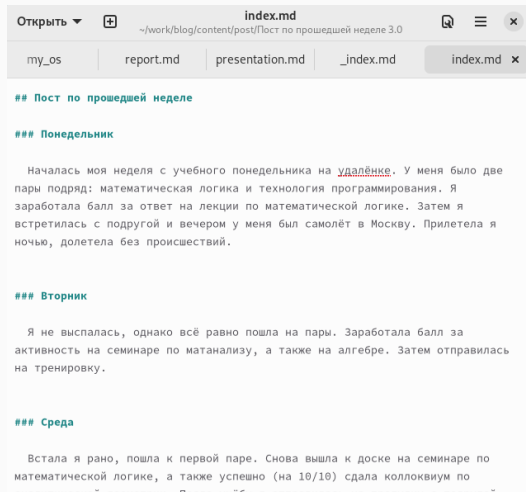 Открыть
index.md
~/work/blog/content/post/Пост по прошедшей неделе 3.0
my_os report.md presentation.md _index.md index.md
## Пост по прошедшей неделе
### Понедельник
Началась моя неделя с учебного понедельника на удалёнке. У меня было две
пары подряд: математическая логика и технология программирования. Я
заработала балл за ответ на лекции по математической логике. Затем я
встретилась с подругой и вечером у меня был самолёт в Москву. Прилетела я
ночью, долетела без происшествий.
### Вторник
Я не выспалась, однако всё равно пошла на пары. Заработала балл за
активность на семинаре по матанализу, а также на алгебре. Затем отправилась
на тренировку.
### Среда
Встала я рано, пошла к первой паре. Снова вышла к доске на семинаре по
математической логике, а также успешно (на 10/10) сдала коллоквиум по